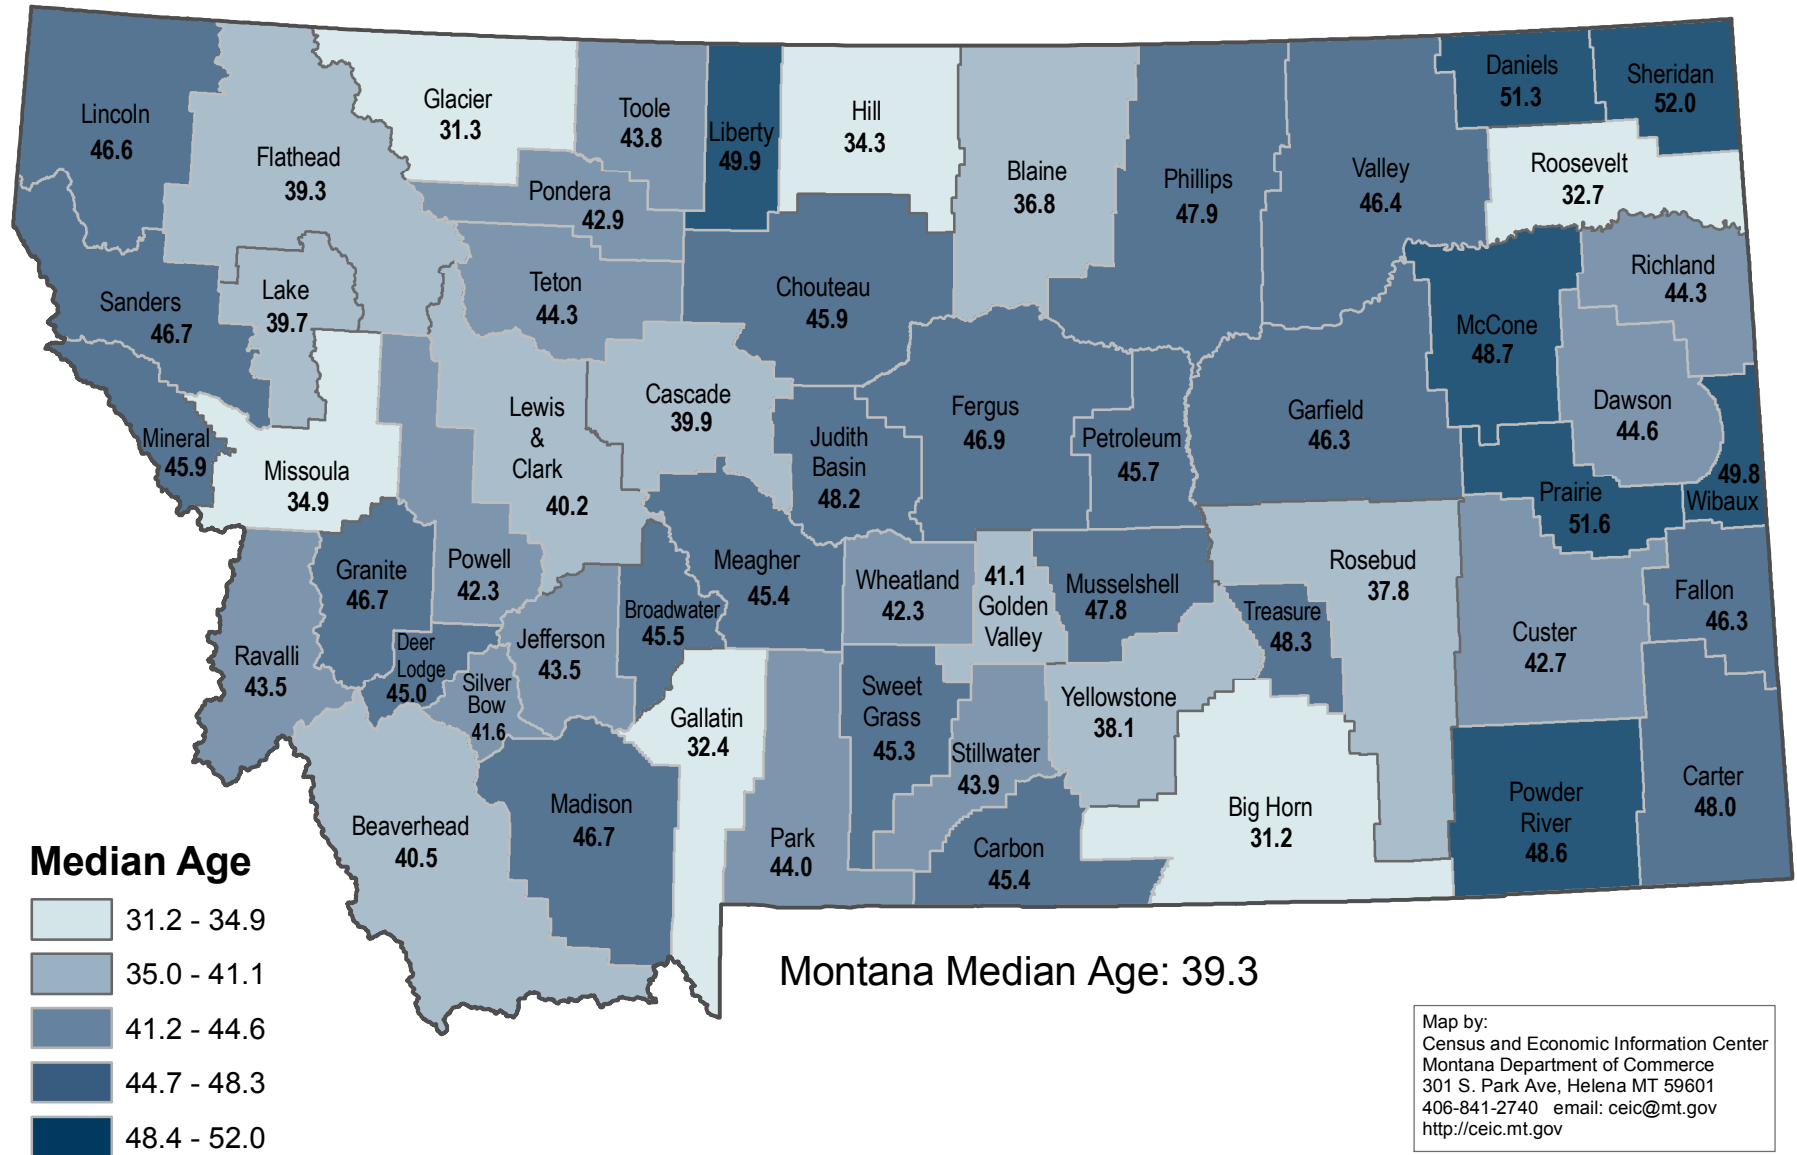 Lincoln
46.6
Flathead
39.3
Glacier
31.3
Toole
43.8
Liberty
49.9
Hill
34.3
Blaine
36.8
Phillips
47.9
Valley
46.4
Daniels
51.3
Sheridan
52.0
Roosevelt
32.7
Pondera
42.9
Sanders
46.7
Lake
39.7
Teton
44.3
Chouteau
45.9
McCone
48.7
Richland
44.3
Mineral
45.9
Missoula
34.9
Lewis
&
Clark
40.2
Cascade
39.9
Judith
Basin
48.2
Fergus
46.9
Petroleum
45.7
Garfield
46.3
Dawson
44.6
Prairie
51.6
49.8
Wibaux
Granite
46.7
Powell
42.3
Meagher
45.4
Wheatland
42.3
41.1
Golden
Valley
Musselshell
47.8
Rosebud
37.8
Treasure
48.3
Custer
42.7
Fallon
46.3
Ravalli
43.5
Deer
Lodge
45.0
Silver
Bow
41.6
Jefferson
43.5
Broadwater
45.5
Gallatin
32.4
Sweet
Grass
45.3
Stillwater
43.9
Yellowstone
38.1
Big Horn
31.2
Powder
River
48.6
Carter
48.0
Beaverhead
40.5
Madison
46.7
Park
44.0
Carbon
45.4
Median Age
31.2 - 34.9
35.0 - 41.1
41.2 - 44.6
44.7 - 48.3
48.4 - 52.0
Montana Median Age: 39.3
Map by:
Census and Economic Information Center
Montana Department of Commerce
301 S. Park Ave, Helena MT 59601
406-841-2740 email: ceic@mt.gov
http://ceic.mt.gov